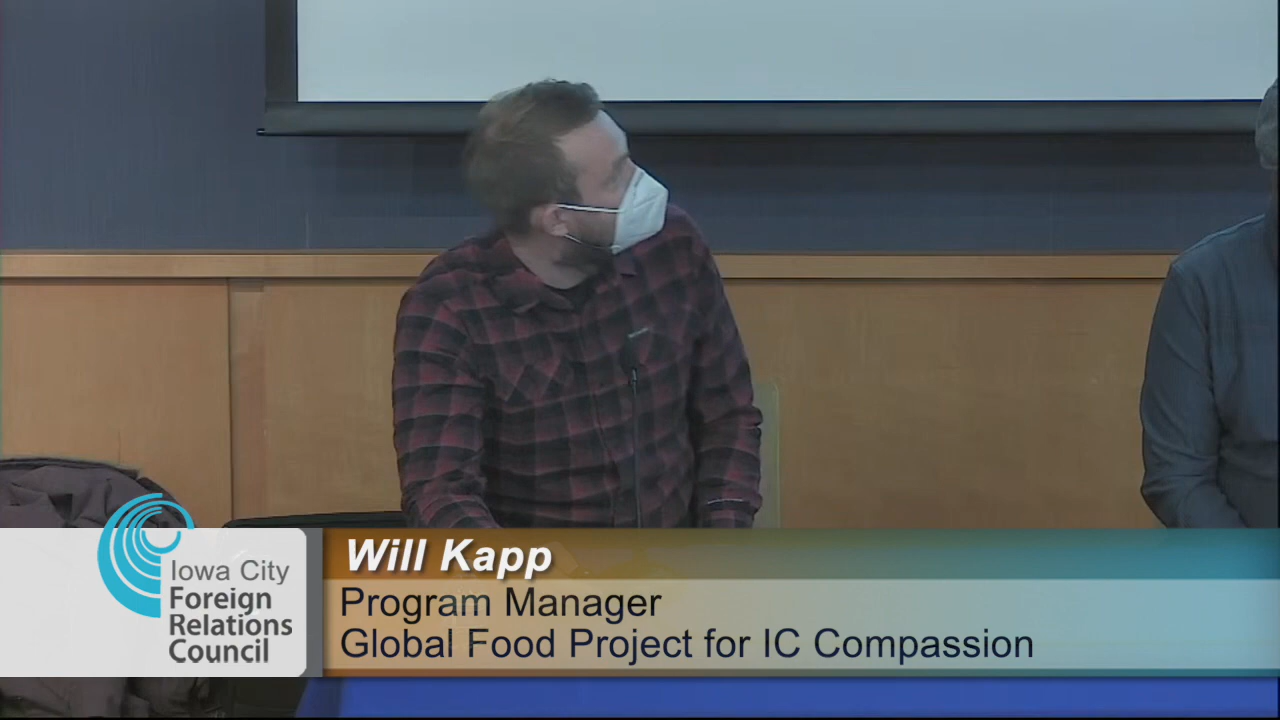 Will Kapp
Program Manager
Global Food Project for IC Compassion
Iowa City
Foreign
Relations
Council